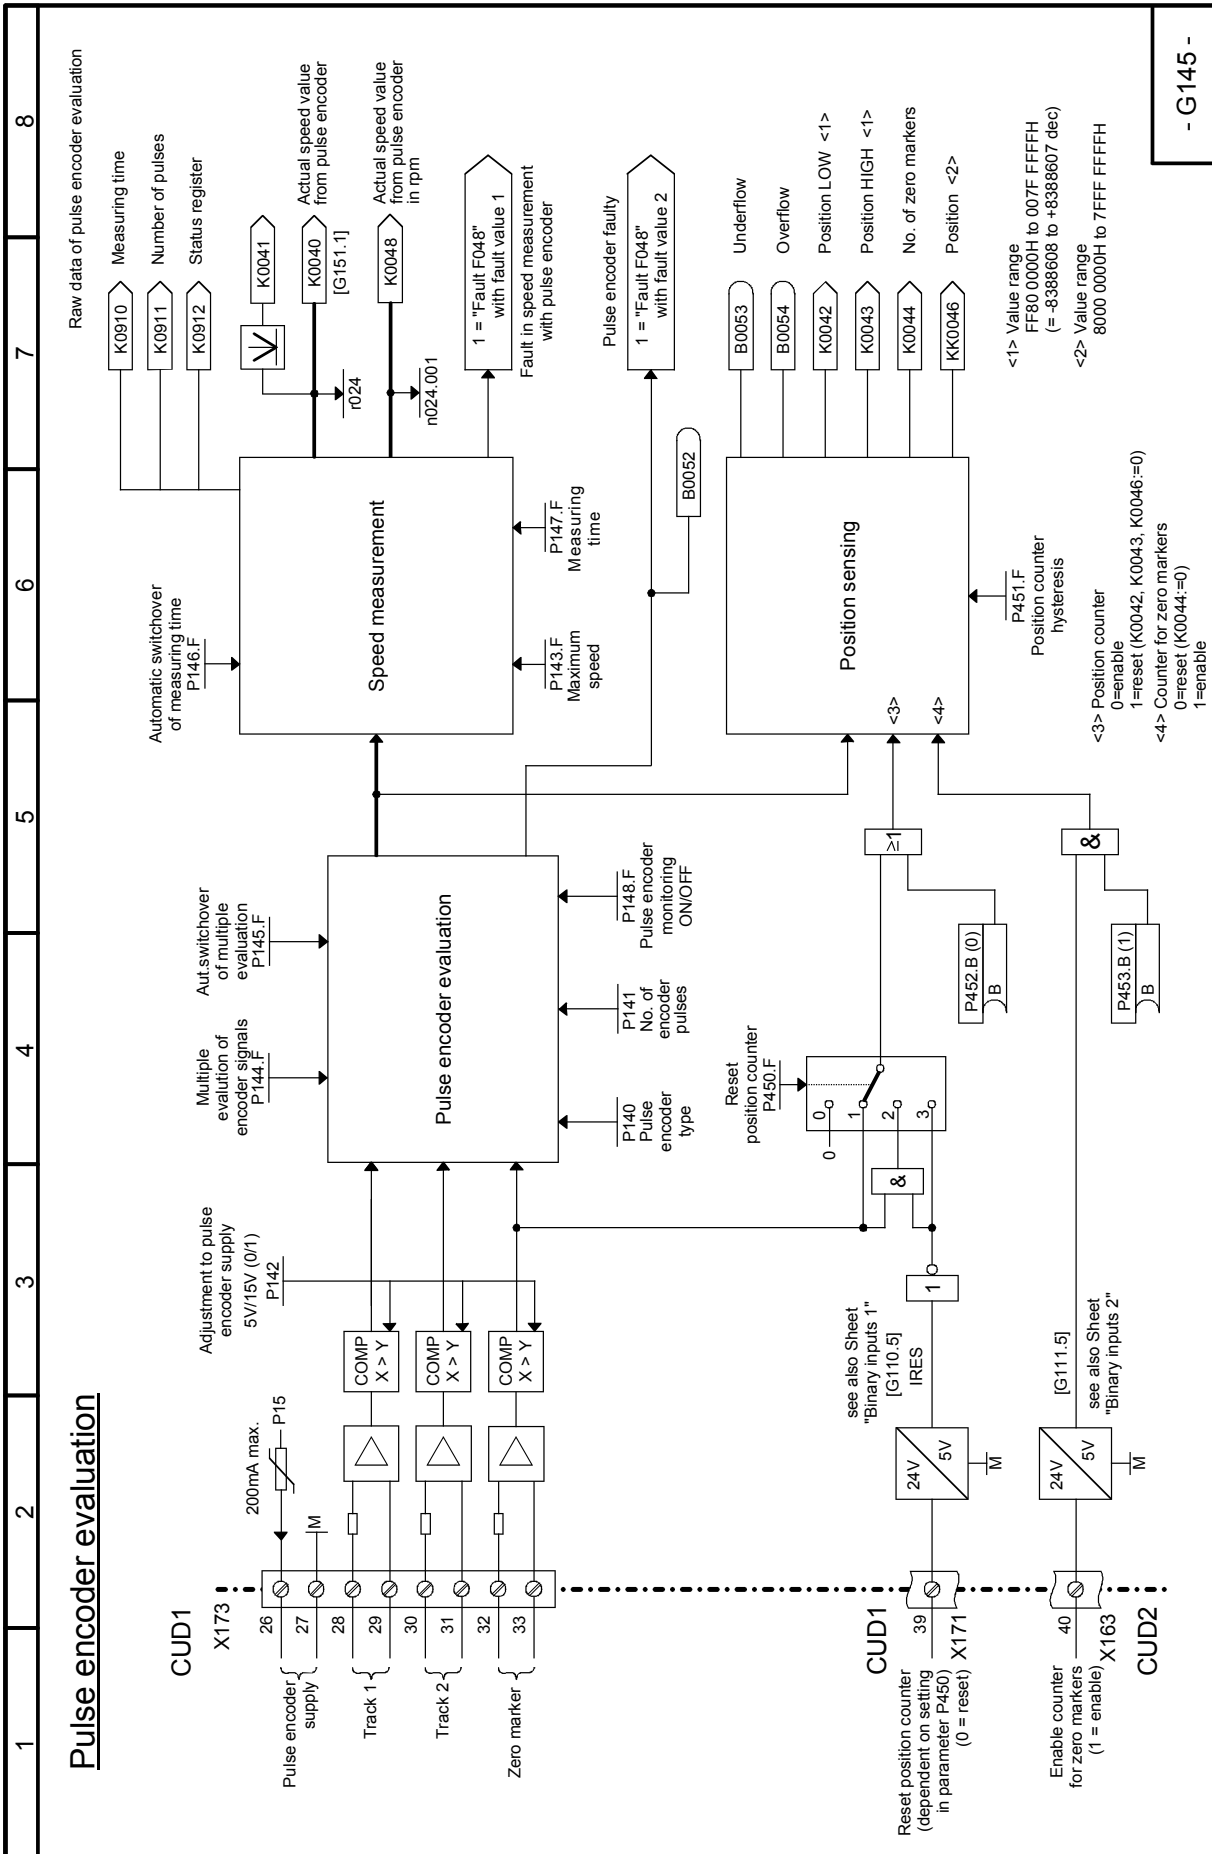 Pulse encoder evaluation
1
2
3
4
5
6
7
8
CUD1
X173
26
27
28
29
30
31
32
33
Pulse encoder
supply
Track 1
Track 2
Zero marker
200mA max.
P15
M
Adjustment to pulse
encoder supply
5V/15V (0/1)
P142
COMP
X > Y
COMP
X > Y
COMP
X > Y
Multiple
evalution of
encoder signals
P144.F
Aut.switchover
of multiple
evaluation
P145.F
Pulse encoder evaluation
P140
Pulse
encoder
type
P141
No. of
encoder
pulses
P148.F
Pulse encoder
monitoring
ON/OFF
Automatic switchover
of measuring time
P146.F
Speed measurement
P143.F
Maximum
speed
P147.F
Measuring
time
Raw data of pulse encoder evaluation
K0910
Measuring time
K0911
Number of pulses
K0912
Status register
K0041
K0040
[G151.1]
Actual speed value
from pulse encoder
r024
K0048
Actual speed value
from pulse encoder
in rpm
n024.001
1 = "Fault F048"
with fault value 1
Fault in speed measurement
with pulse encoder
Pulse encoder faulty
1 = "Fault F048"
with fault value 2
B0052
Reset
position counter
P450.F
0
0
1
2
3
&
1
≥1
&
P452.B (0)
B
P453.B (1)
B
<3>
<4>
Position sensing
P451.F
Position counter
hysteresis
B0053
Underflow
B0054
Overflow
K0042
Position LOW <1>
K0043
Position HIGH <1>
K0044
No. of zero markers
KK0046
Position <2>
<1> Value range
FF80 0000H to 007F FFFFH
(= -8388608 to +8388607 dec)
<2> Value range
8000 0000H to 7FFF FFFFH
<3> Position counter
0=enable
1=reset (K0042, K0043, K0046:=0)
<4> Counter for zero markers
0=reset (K0044:=0)
1=enable
see also Sheet
"Binary inputs 1"
[G110.5]
IRES
24V
5V
M
CUD1
39
X171
Reset position counter
(dependent on setting
in parameter P450)
(0 = reset)
[G111.5]
see also Sheet
"Binary inputs 2"
24V
5V
M
40
X163
CUD2
Enable counter
for zero markers
(1 = enable)
- G145 -